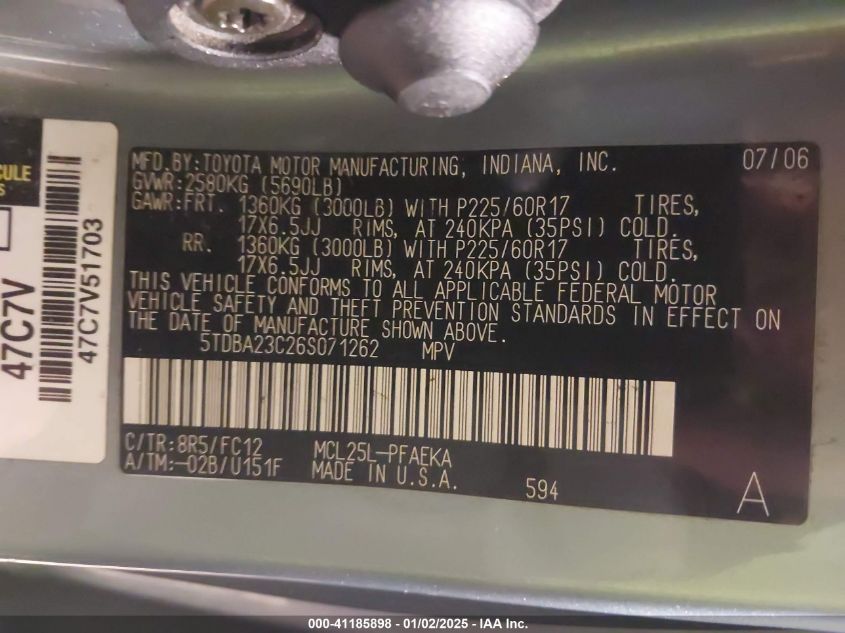 MFD.BY:TOYOTA MOTOR MANUFACTURING, INDIANA, INC. 07/06
GVWR:2580KG (5690LB)
GAWR:FRT. 1360KG (3000LB) WITH P225/60R17 TIRES,
17X6.5JJ RIMS, AT 240KPA (35PSI) COLD.
RR. 1360KG (3000LB) WITH P225/60R17 TIRES,
17X6.5JJ RIMS, AT 240KPA (35PSI) COLD.
THIS VEHICLE CONFORMS TO ALL APPLICABLE FEDERAL MOTOR
VEHICLE SAFETY AND THEFT PREVENTION STANDARDS IN EFFECT ON
THE DATE OF MANUFACTURE SHOWN ABOVE.
5TDBA23C26S071262 MPV
C/TR:8R5/FC12 MCL25L-PFAEKA
A/TM:-02B/U151F MADE IN U.S.A. 594 A
47C7V
47C7V51703
000-41185898 - 01/02/2025 - IAA Inc.